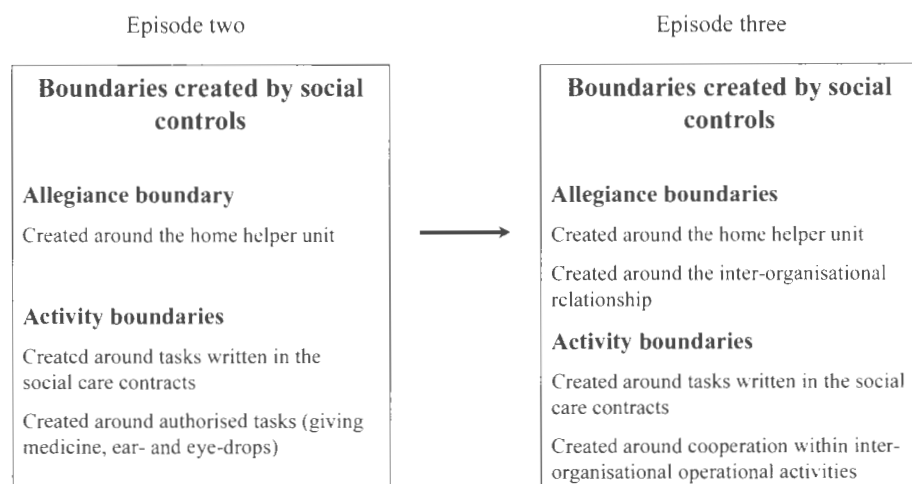 Episode two
Boundaries created by social
controls
Allegiance boundary
Created around the home helper unit
Activity boundaries
Created around tasks written in the
social care contracts
Created around authorised tasks (giving
medicine, ear- and eye-drops)
Episode three
Boundaries created by social
controls
Allegiance boundaries
Created around the home helper unit
Created around the inter-organisational
relationship
Activity boundaries
Created around tasks written in the social
care contracts
Created around cooperation within inter-
organisational operational activities